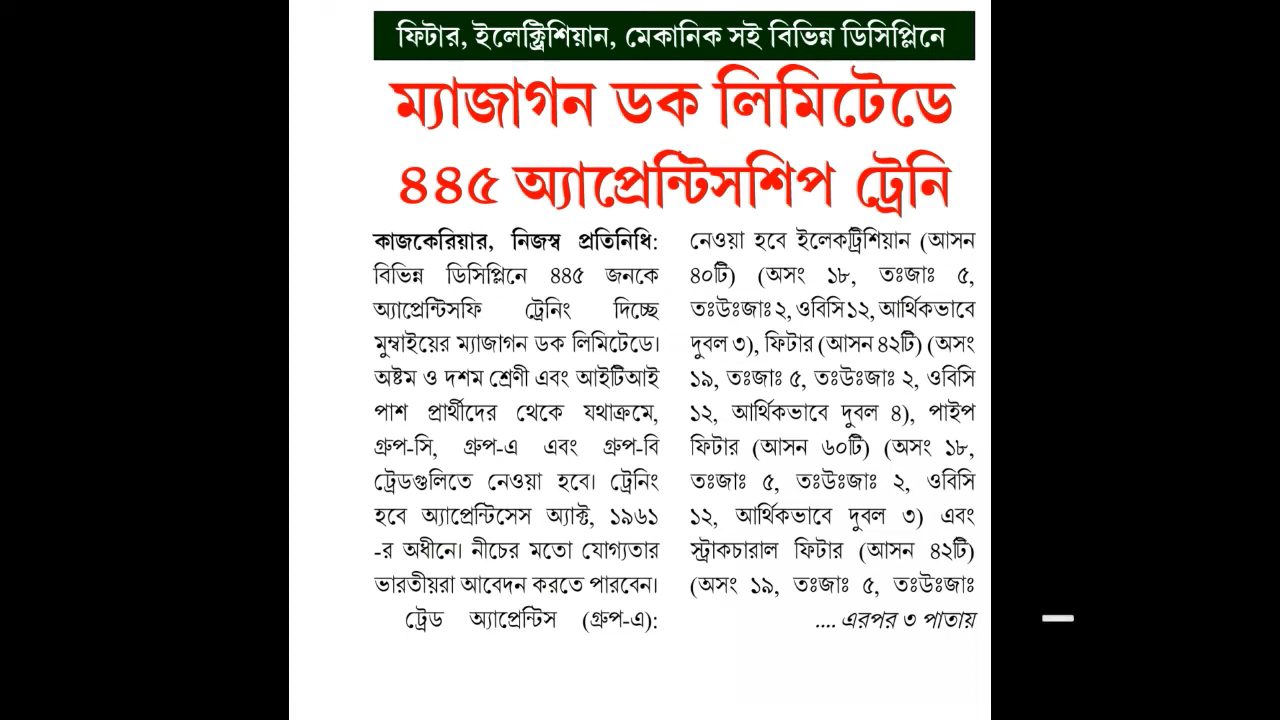 ফিটার, ইলেক্ট্রিশিয়ান, মেকানিক সই বিভিন্ন ডিসিপ্লিনে
ম্যাজাগন ডক লিমিটেডে
৪৪৫ অ্যাপ্রেন্টিসশিপ ট্রেনি
কাজকেরিয়ার, নিজস্ব প্রতিনিধি:
বিভিন্ন ডিসিপ্লিনে ৪৪৫ জনকে
অ্যাপ্রেন্টিসফি ট্রেনিং দিচ্ছে
মুম্বাইয়ের ম্যাজাগন ডক লিমিটেডে।
অষ্টম ও দশম শ্রেণী এবং আইটিআই
পাশ প্রার্থীদের থেকে যথাক্রমে,
গ্রুপ-সি, গ্রুপ-এ এবং গ্রুপ-বি
ট্রেডগুলিতে নেওয়া হবে। ট্রেনিং
হবে অ্যাপ্রেন্টিসেস অ্যাক্ট, ১৯৬১
-র অধীনে। নীচের মতো যোগ্যতার
ভারতীয়রা আবেদন করতে পারবেন।
ট্রেড অ্যাপ্রেন্টিস (গ্রুপ-এ):
নেওয়া হবে ইলেকট্রিশিয়ান (আসন
৪০টি) (অসং ১৮, তঃজাঃ ৫,
তঃউঃজাঃ ২, ওবিসি ১২, আর্থিকভাবে
দুবল ৩), ফিটার (আসন ৪২টি) (অসং
১৯, তঃজাঃ ৫, তঃউঃজাঃ ২, ওবিসি
১২, আর্থিকভাবে দুবল ৪), পাইপ
ফিটার (আসন ৬০টি) (অসং ১৮,
তঃজাঃ ৫, তঃউঃজাঃ ২, ওবিসি
১২, আর্থিকভাবে দুবল ৩) এবং
স্ট্রাকচারাল ফিটার (আসন ৪২টি)
(অসং ১৯, তঃজাঃ ৫, তঃউঃজাঃ
.... এরপর ৩ পাতায়